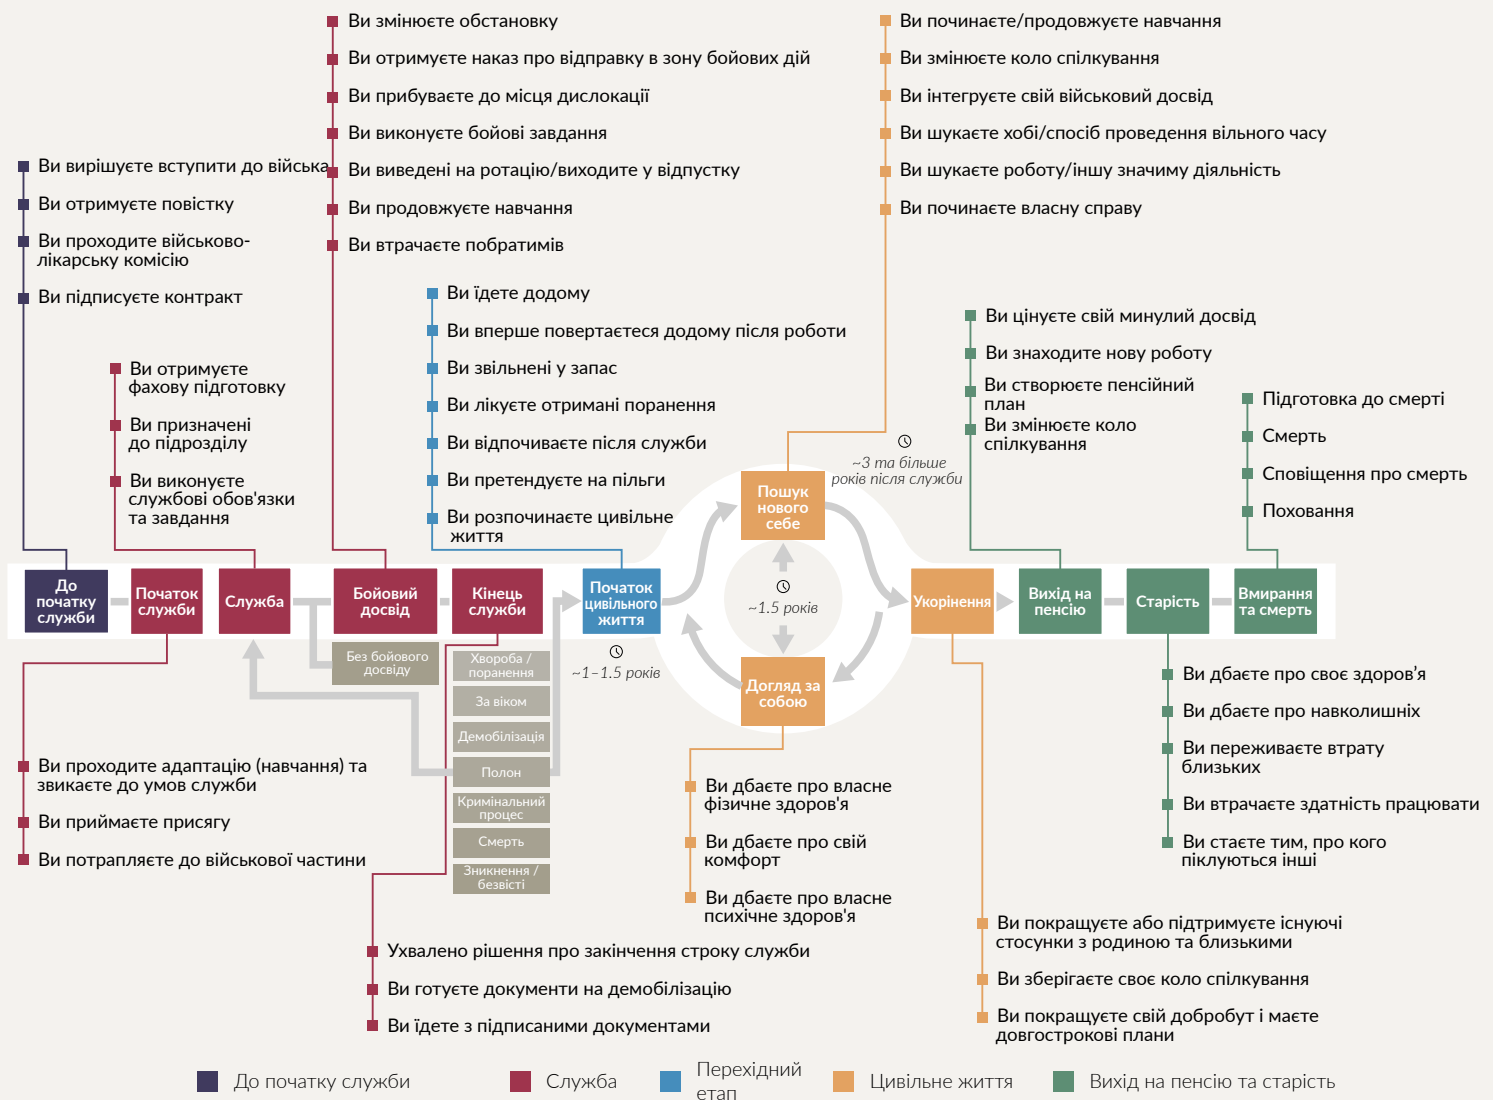 Ви вирішуєте вступити до війська
Ви отримуєте повістку
Ви проходите військово-
лікарську комісію
Ви підписуєте контракт
Ви отримуєте
фахову підготовку
Ви призначені
до підрозділу
Ви виконуєте
службові обов'язки
та завдання
Ви змінюєте обстановку
Ви отримуєте наказ про відправку в зону бойових дій
Ви прибуваєте до місця дислокації
Ви виконуєте бойові завдання
Ви виведені на ротацію/виходите у відпустку
Ви продовжуєте навчання
Ви втрачаєте побратимів
Ви їдете додому
Ви вперше повертаєтеся додому після роботи
Ви звільнені у запас
Ви лікуєте отримані поранення
Ви відпочиваєте після служби
Ви претендуєте на пільги
Ви розпочинаєте цивільне
життя
Ви починаєте/продовжуєте навчання
Ви змінюєте коло спілкування
Ви інтегруєте свій військовий досвід
Ви шукаєте хобі/спосіб проведення вільного часу
Ви шукаєте роботу/іншу значиму діяльність
Ви починаєте власну справу
Ви цінуєте свій минулий досвід
Ви знаходите нову роботу
Ви створюєте пенсійний
план
Ви змінюєте коло
спілкування
Підготовка до смерті
Смерть
Сповіщення про смерть
Поховання
До
початку
служби
Початок
служби
Служба
Бойовий
досвід
Кінець
служби
Початок
цивільного
життя
Пошук
нового
себе
~3 та більше
років після служби
~1.5 років
Догляд за
собою
Укорінення
Вихід на
пенсію
Старість
Вмирання
та смерть
Без бойового
досвіду
Хвороба /
поранення
За віком
Демобілізація
Полон
Кримінальний
процес
Смерть
Зникнення /
безвісті
~1–1.5 років
Ви проходите адаптацію (навчання) та
звикаєте до умов служби
Ви приймаєте присягу
Ви потрапляєте до військової частини
Ухвалено рішення про закінчення строку служби
Ви готуєте документи на демобілізацію
Ви їдете з підписаними документами
Ви дбаєте про власне
фізичне здоров'я
Ви дбаєте про свій
комфорт
Ви дбаєте про власне
психічне здоров'я
Ви покращуєте або підтримуєте існуючі
стосунки з родиною та близькими
Ви зберігаєте своє коло спілкування
Ви покращуєте свій добробут і маєте
довгострокові плани
Ви дбаєте про своє здоров’я
Ви дбаєте про навколишніх
Ви переживаєте втрату
близьких
Ви втрачаєте здатність працювати
Ви стаєте тим, про кого
піклуються інші
До початку служби
Служба
Перехідний
етап
Цивільне життя
Вихід на пенсію та старість